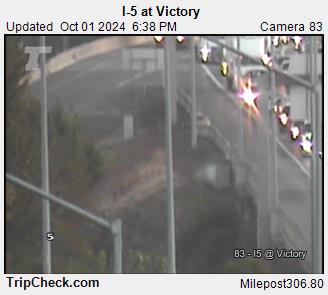 I-5 at Victory
Updated Oct 01 2024 6:38 PM Camera 83
S
83 - I5 @ Victory
TripCheck.com Milepost306.80